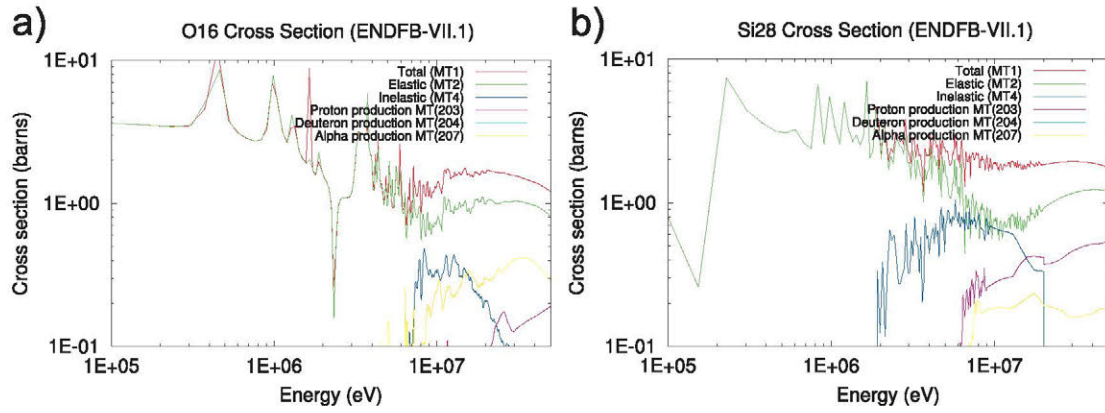 a)
O16 Cross Section (ENDFB-VII.1)
1E+01
Total (MT1)
Elastic (MT2)
Inelastic (MT4)
Proton production MT(203)
Deuteron production MT(204)
Alpha production MT(207)
Cross section (barns)
1E+00
1E-01
1E+05
1E+06
1E+07
Energy (eV)
b)
Si28 Cross Section (ENDFB-VII.1)
1E+01
Total (MT1)
Elastic (MT2)
Inelastic (MT4)
Proton production MT(203)
Deuteron production MT(204)
Alpha production MT(207)
Cross section (barns)
1E+00
1E-01
1E+05
1E+06
1E+07
Energy (eV)